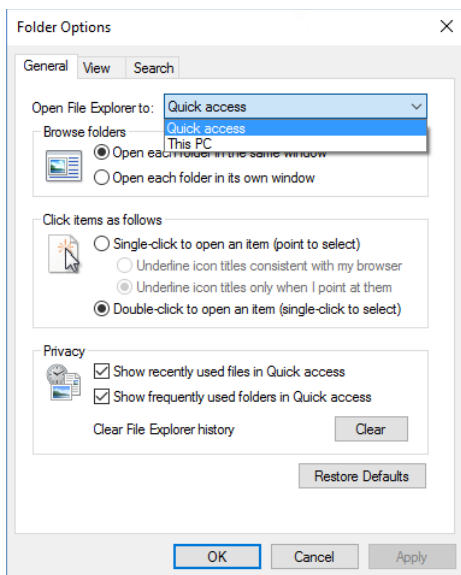 Folder Options
General View Search
Open File Explorer to: Quick access
Quick access
This PC
Browse folders
Open each folder in the same window
Open each folder in its own window
Click items as follows
Single-click to open an item (point to select)
Underline icon titles consistent with my browser
Underline icon titles only when I point at them
Double-click to open an item (single-click to select)
Privacy
Show recently used files in Quick access
Show frequently used folders in Quick access
Clear File Explorer history Clear
Restore Defaults
OK Cancel Apply